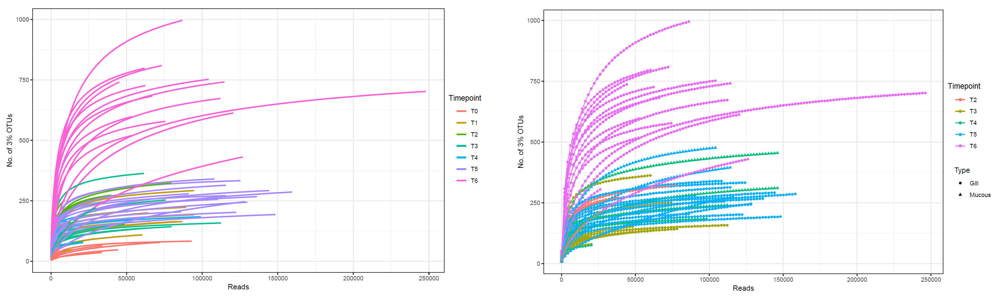 1000
750
500
250
0
No. of 3% OTUs
0 50000 100000 150000 200000 250000
Reads
Timepoint
T0
T1
T2
T3
T4
T5
T6
1000
750
500
250
0
No. of 3% OTUs
0 50000 100000 150000 200000 250000
Reads
Timepoint
T2
T3
T4
T5
T6
Type
Gill
Mucous